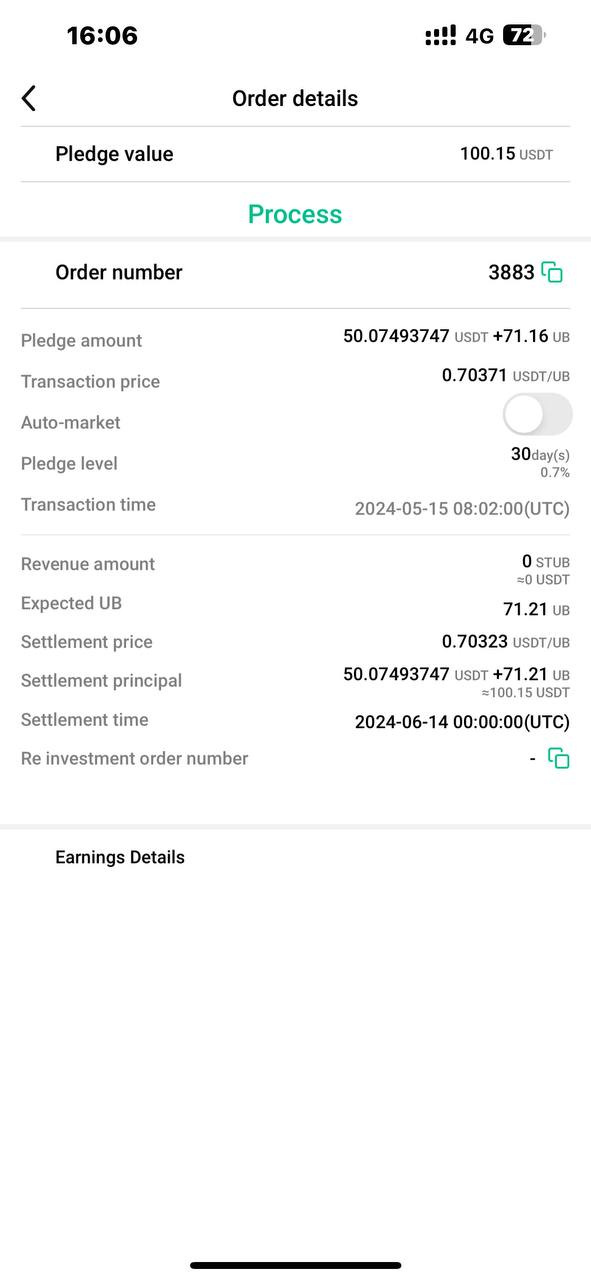 16:06 4G 72
Order details
Pledge value 100.15 USDT
Process
Order number 3883
Pledge amount 50.07493747 USDT +71.16 UB
Transaction price 0.70371 USDT/UB
Auto-market
Pledge level 30day(s)
0.7%
Transaction time 2024-05-15 08:02:00(UTC)
Revenue amount 0 STUB
≈0 USDT
Expected UB 71.21 UB
Settlement price 0.70323 USDT/UB
Settlement principal 50.07493747 USDT +71.21 UB
≈100.15 USDT
Settlement time 2024-06-14 00:00:00(UTC)
Re investment order number -
Earnings Details